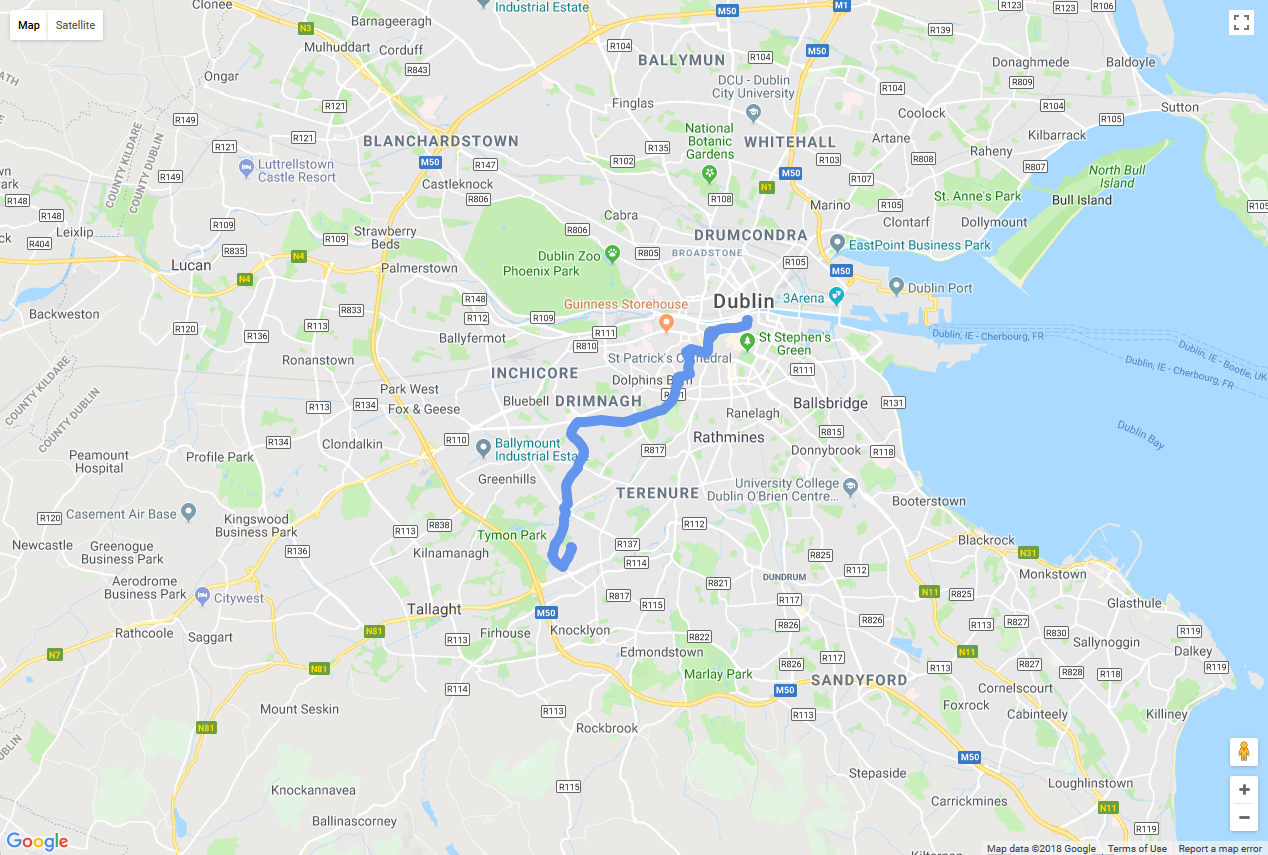 Map
Satellite
Clonee
Barnageeragh
Industrial Estate
M50
M1
R123
R123
R106
N3
Mulhuddart
Corduff
R104
BALLYMUN
R104
M50
R139
Donaghmede
Baldoyle
Ongar
R843
DCU - Dublin
City University
R104
R809
R121
Finglas
Coolock
R104
Sutton
R149
R121
R105
R121
BLANCHARDSTOWN
National
Botanic
Gardens
WHITEHALL
Artane
Kilbarrack
R135
Raheny
M50
R147
R102
R103
R808
R807
Luttrellstown
Castle Resort
COUNTY KILDARE
COUNTY DUBLIN
R149
Castleknock
M50
R107
North Bull
Island
N1
R148
R806
R108
Marino
R105
St. Anne's Park
Bull Island
R148
Cabra
Clontarf
Dollymount
R105
R404
Leixlip
R109
Strawberry
Beds
R806
DRUMCONDRA
R109
EastPoint Business Park
R835
N4
Dublin Zoo
R805
BROADSTONE
Lucan
Palmerstown
Phoenix Park
R105
M50
N4
Dublin Port
R148
Guinness Storehouse
Dublin
3Arena
Backweston
R833
R112
R109
R120
R113
R136
Ballyfermot
R111
St Stephen's
Green
Dublin, IE - Cherbourg, FR
R810
Ronanstown
St Patrick's Cathedral
Dublin, IE - Bootle, UK
Dublin, IE - Cherbourg, FR
INCHICORE
R111
COUNTY KILDARE
COUNTY DUBLIN
Park West
Bluebell
DRIMNAGH
Ballsbridge
R131
R113
R134
Fox & Geese
Ranelagh
R134
Clondalkin
R110
Rathmines
R815
Dublin Bay
Ballymount
Industrial Estate
R817
Donnybrook
R118
Peamount
Hospital
Profile Park
Greenhills
TERENURE
University College
Dublin O'Brien Centre...
Booterstown
Casement Air Base
R120
Kingswood
Business Park
R113
R838
R112
Newcastle
Greenogue
Business Park
Tymon Park
Blackrock
R136
Kilnamanagh
R137
R825
N31
R114
R112
Monkstown
Aerodrome
Business Park
DUNDRUM
R821
Citywest
R817
R115
R117
N11
R825
Glasthule
Tallaght
M50
Rathcoole
Saggart
N81
R113
Firhouse
Knocklyon
R822
R826
R826
R113
R827
R830
Sallynoggin
R119
Dalkey
N7
Edmondstown
R117
R826
N11
R827
R119
N81
R113
R828
R118
Marlay Park
SANDYFORD
M50
Cornelscourt
R114
Foxrock
Cabinteely
Killiney
Mount Seskin
R113
R113
N81
Rockbrook
M50
Stepaside
R115
Loughlinstown
Knockannavea
Carrickmines
N11
Ballinascorney
R119
Google
Map data ©2018 Google
Terms of Use
Report a map error